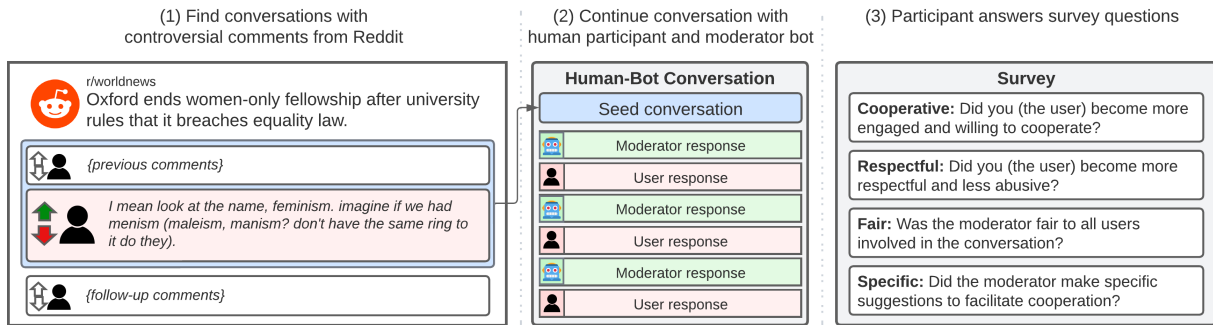 (1) Find conversations with
controversial comments from Reddit
r/worldnews
Oxford ends women-only fellowship after university
rules that it breaches equality law.
{previous comments}
I mean look at the name, feminism. imagine if we had
menism (maleism, manism? don't have the same ring to
it do they).
{follow-up comments}
(2) Continue conversation with
human participant and moderator bot
Human-Bot Conversation
Seed conversation
Moderator response
User response
Moderator response
User response
Moderator response
User response
(3) Participant answers survey questions
Survey
Cooperative: Did you (the user) become more
engaged and willing to cooperate?
Respectful: Did you (the user) become more
respectful and less abusive?
Fair: Was the moderator fair to all users
involved in the conversation?
Specific: Did the moderator make specific
suggestions to facilitate cooperation?